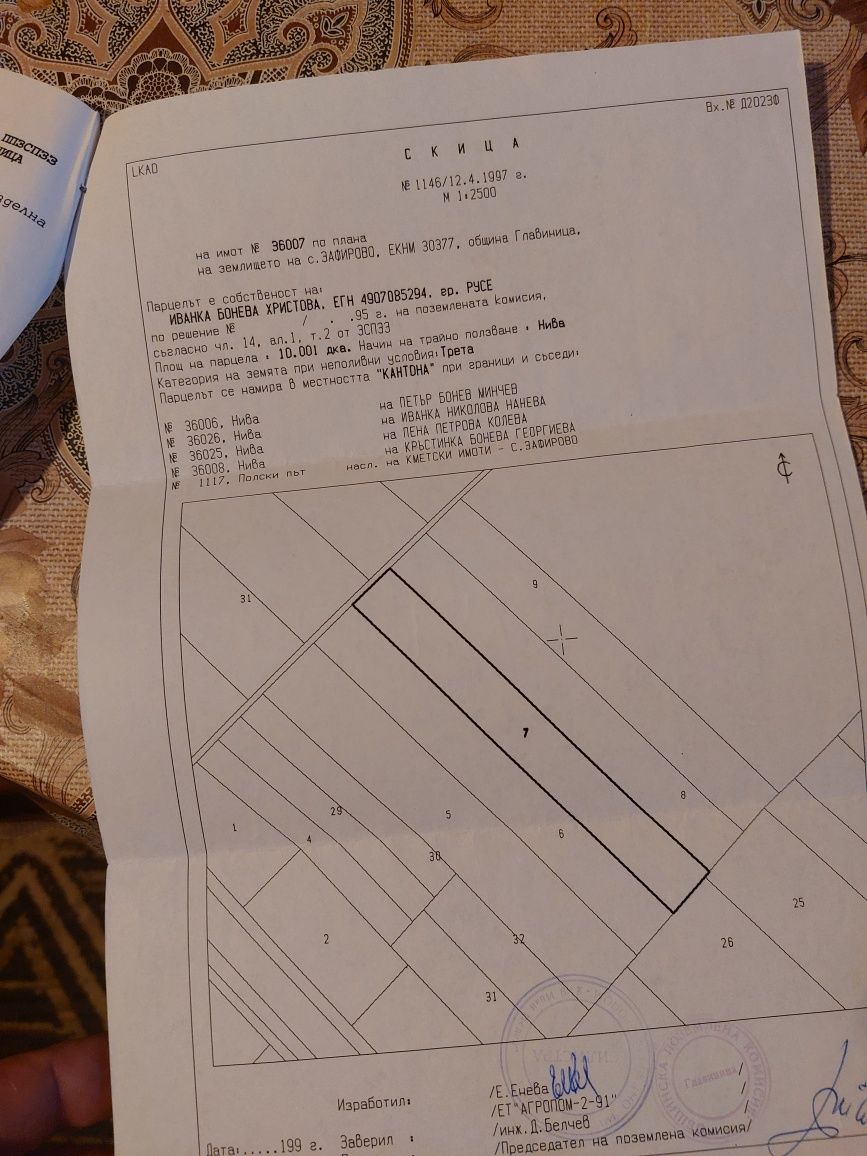 ППЗСПЗЗ
LKAD
Вх.№ Д2023Ф
С К И Ц А
№ 1146/12.4.1997 г.
М 1:2500
на имот № 36007 по плана
на землището на с.ЗАФИРОВО, ЕКНМ 30377, община Главиница,
Парцелът е собственост на:
ИВАНКА БОНЕВА ХРИСТОВА, ЕГН 4907085294, гр. РУСЕ
по решение № / . .95 г. на поземлената комисия,
съгласно чл. 14, ал.1, т.2 от ЗСПЗЗ
Площ на парцела : 10.001 дка. Начин на трайно ползване : Нива
Категория на земята при неполивни условия:Трета
Парцелът се намира в местността "КАНТОНА" при граници и съседи:
№ 36006, Нива на ПЕТЪР БОНЕВ МИНЧЕВ
№ 36026, Нива на ИВАНКА НИКОЛОВА НАНЕВА
№ 36025, Нива на ПЕНА ПЕТРОВА КОЛЕВА
№ 36008, Нива на КРЪСТИНКА БОНЕВА ГЕОРГИЕВА
№ 1117, Полски път насл. на КМЕТСКИ ИМОТИ - С.ЗАФИРОВО
31
9
7
8
29
5
1
4
6
30
25
2
32
26
31
Главиница
Изработил: /Е.Енева /
/ЕТ"АГРОПОМ-2-91" /
/инж.Д.Белчев /
Дата:.....199 г. Заверил : /Председател на поземлена комисия/